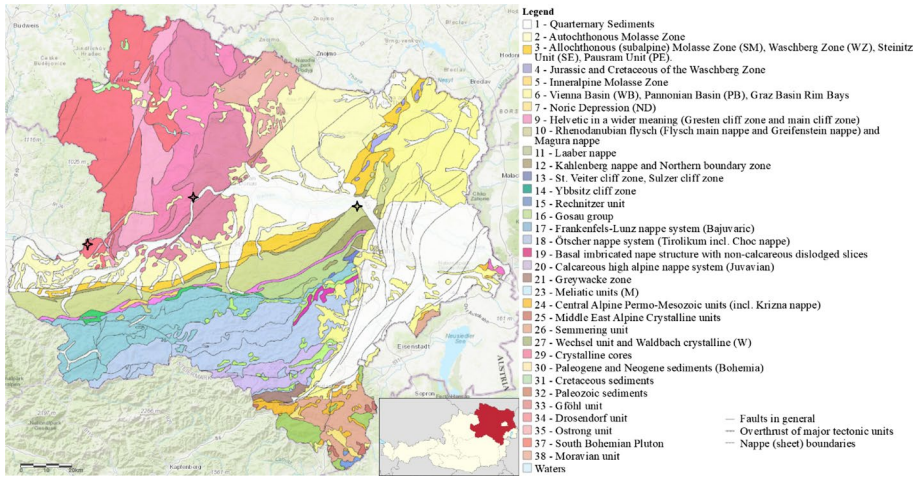 Legend
1 - Quarternary Sediments
2 - Autochthonous Molasse Zone
3 - Allochthonous (subalpine) Molasse Zone (SM), Waschberg Zone (WZ), Steinitz
Unit (SE), Pausram Unit (PE).
4 - Jurassic and Cretaceous of the Waschberg Zone
5 - Inneralpine Molasse Zone
6 - Vienna Basin (VB), Pannonian Basin (PB), Graz Basin Rim Bays
7 - Noric Depression (ND)
9 - Helvetic in a wider meaning (Gresten cliff zone and main cliff zone)
10 - Rhenodanubian flysch (Flysch main nappe and Greifenstein nappe) and
Magura nappe
11 - Laaber nappe
12 - Kahlenberg nappe and Northern boundary zone
13 - St. Veiter cliff zone, Sulzer cliff zone
14 - Ybbsitz cliff zone
15 - Rechnitzer unit
16 - Gosau group
17 - Frankenfels-Lunz nappe system (Bajuvaric)
18 - Ötscher nappe system (Tirolikum incl. Choc nappe)
19 - Basal imbricated nape structure with non-calcareous dislodged slices
20 - Calcareous high alpine nappe system (Juvavian)
21 - Greywacke zone
23 - Meliatic units (M)
24 - Central Alpine Permo-Mesozoic units (incl. Krizna nappe)
25 - Middle East Alpine Crystalline units
26 - Semmering unit
27 - Wechsel unit and Waldbach crystalline (W)
29 - Crystalline cores
30 - Paleogene and Neogene sediments (Bohemia)
31 - Cretaceous sediments
32 - Paleozoic sediments
33 - Gföhl unit
34 - Drosendorf unit
35 - Ostrong unit
37 - South Bohemian Pluton
38 - Moravian unit
Waters
Faults in general
Overthrust of major tectonic units
Nappe (sheet) boundaries
Budweis
Znojmo
Eisenstadt
Sopron
Kapfenberg
AUSTRIA